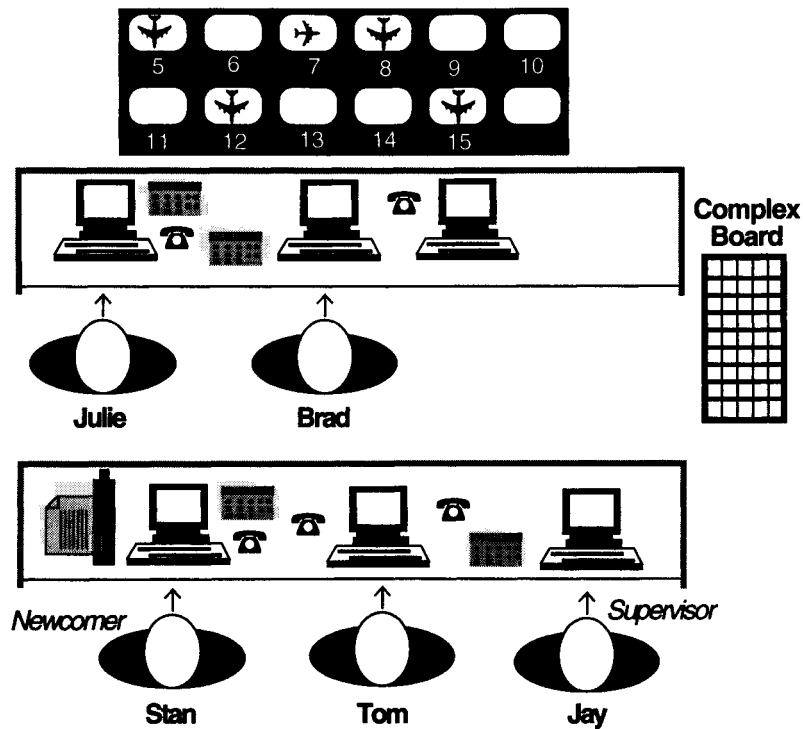 5 6 7 8 9 10
11 12 13 14 15
Complex
Board
Julie Brad
Newcomer Supervisor
Stan Tom Jay